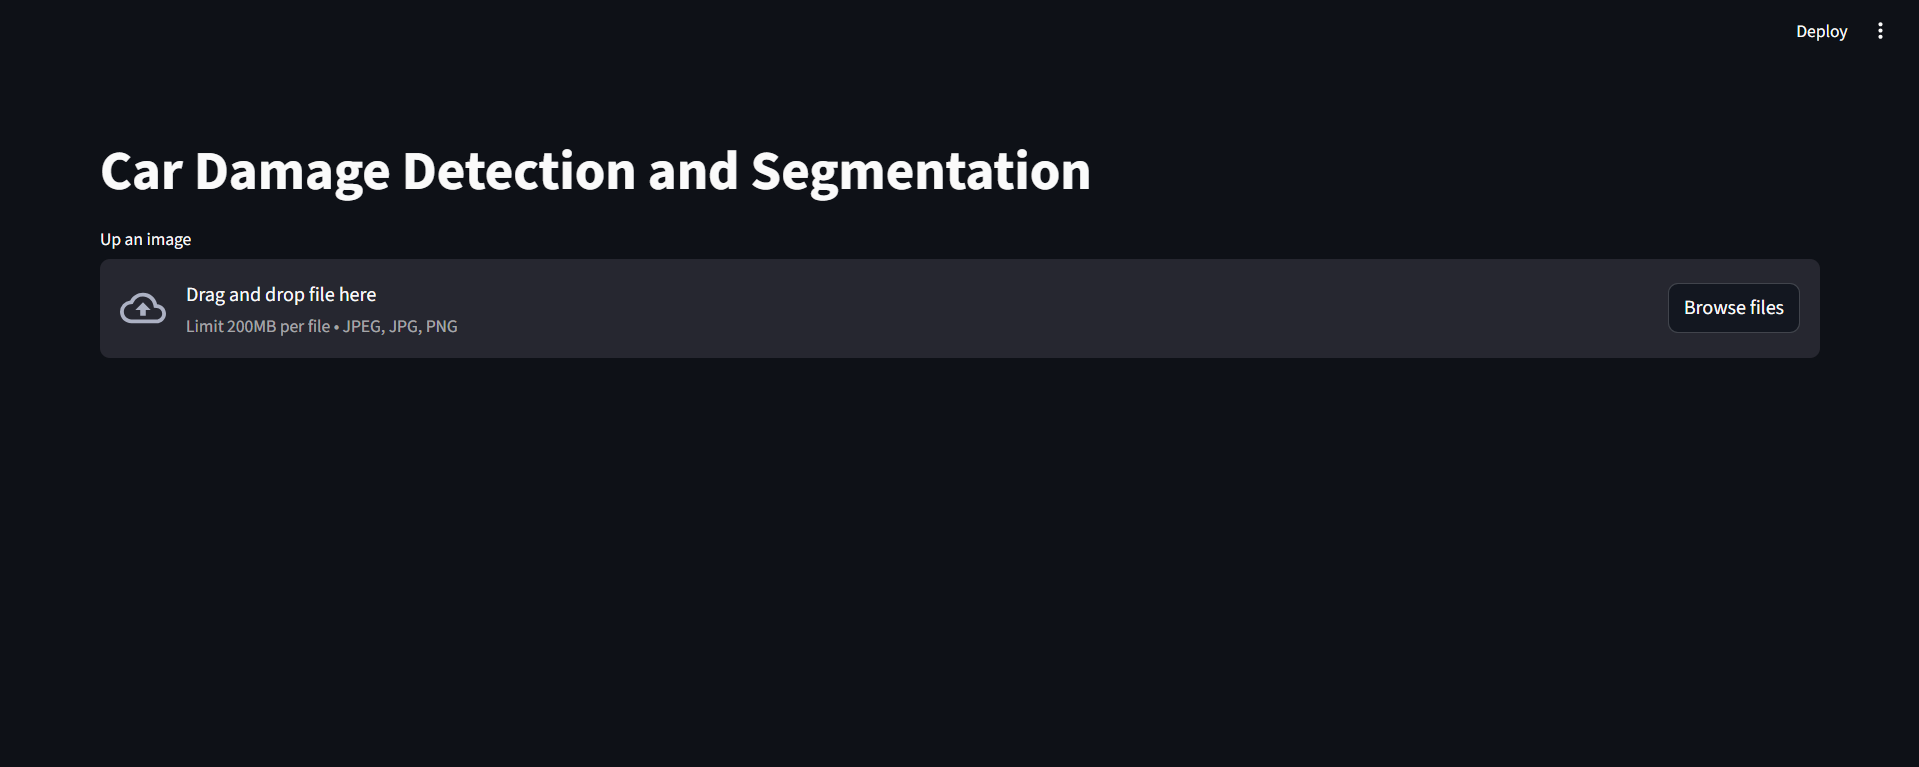 Deploy
Car Damage Detection and Segmentation
Up an image
Drag and drop file here
Limit 200MB per file • JPEG, JPG, PNG
Browse files